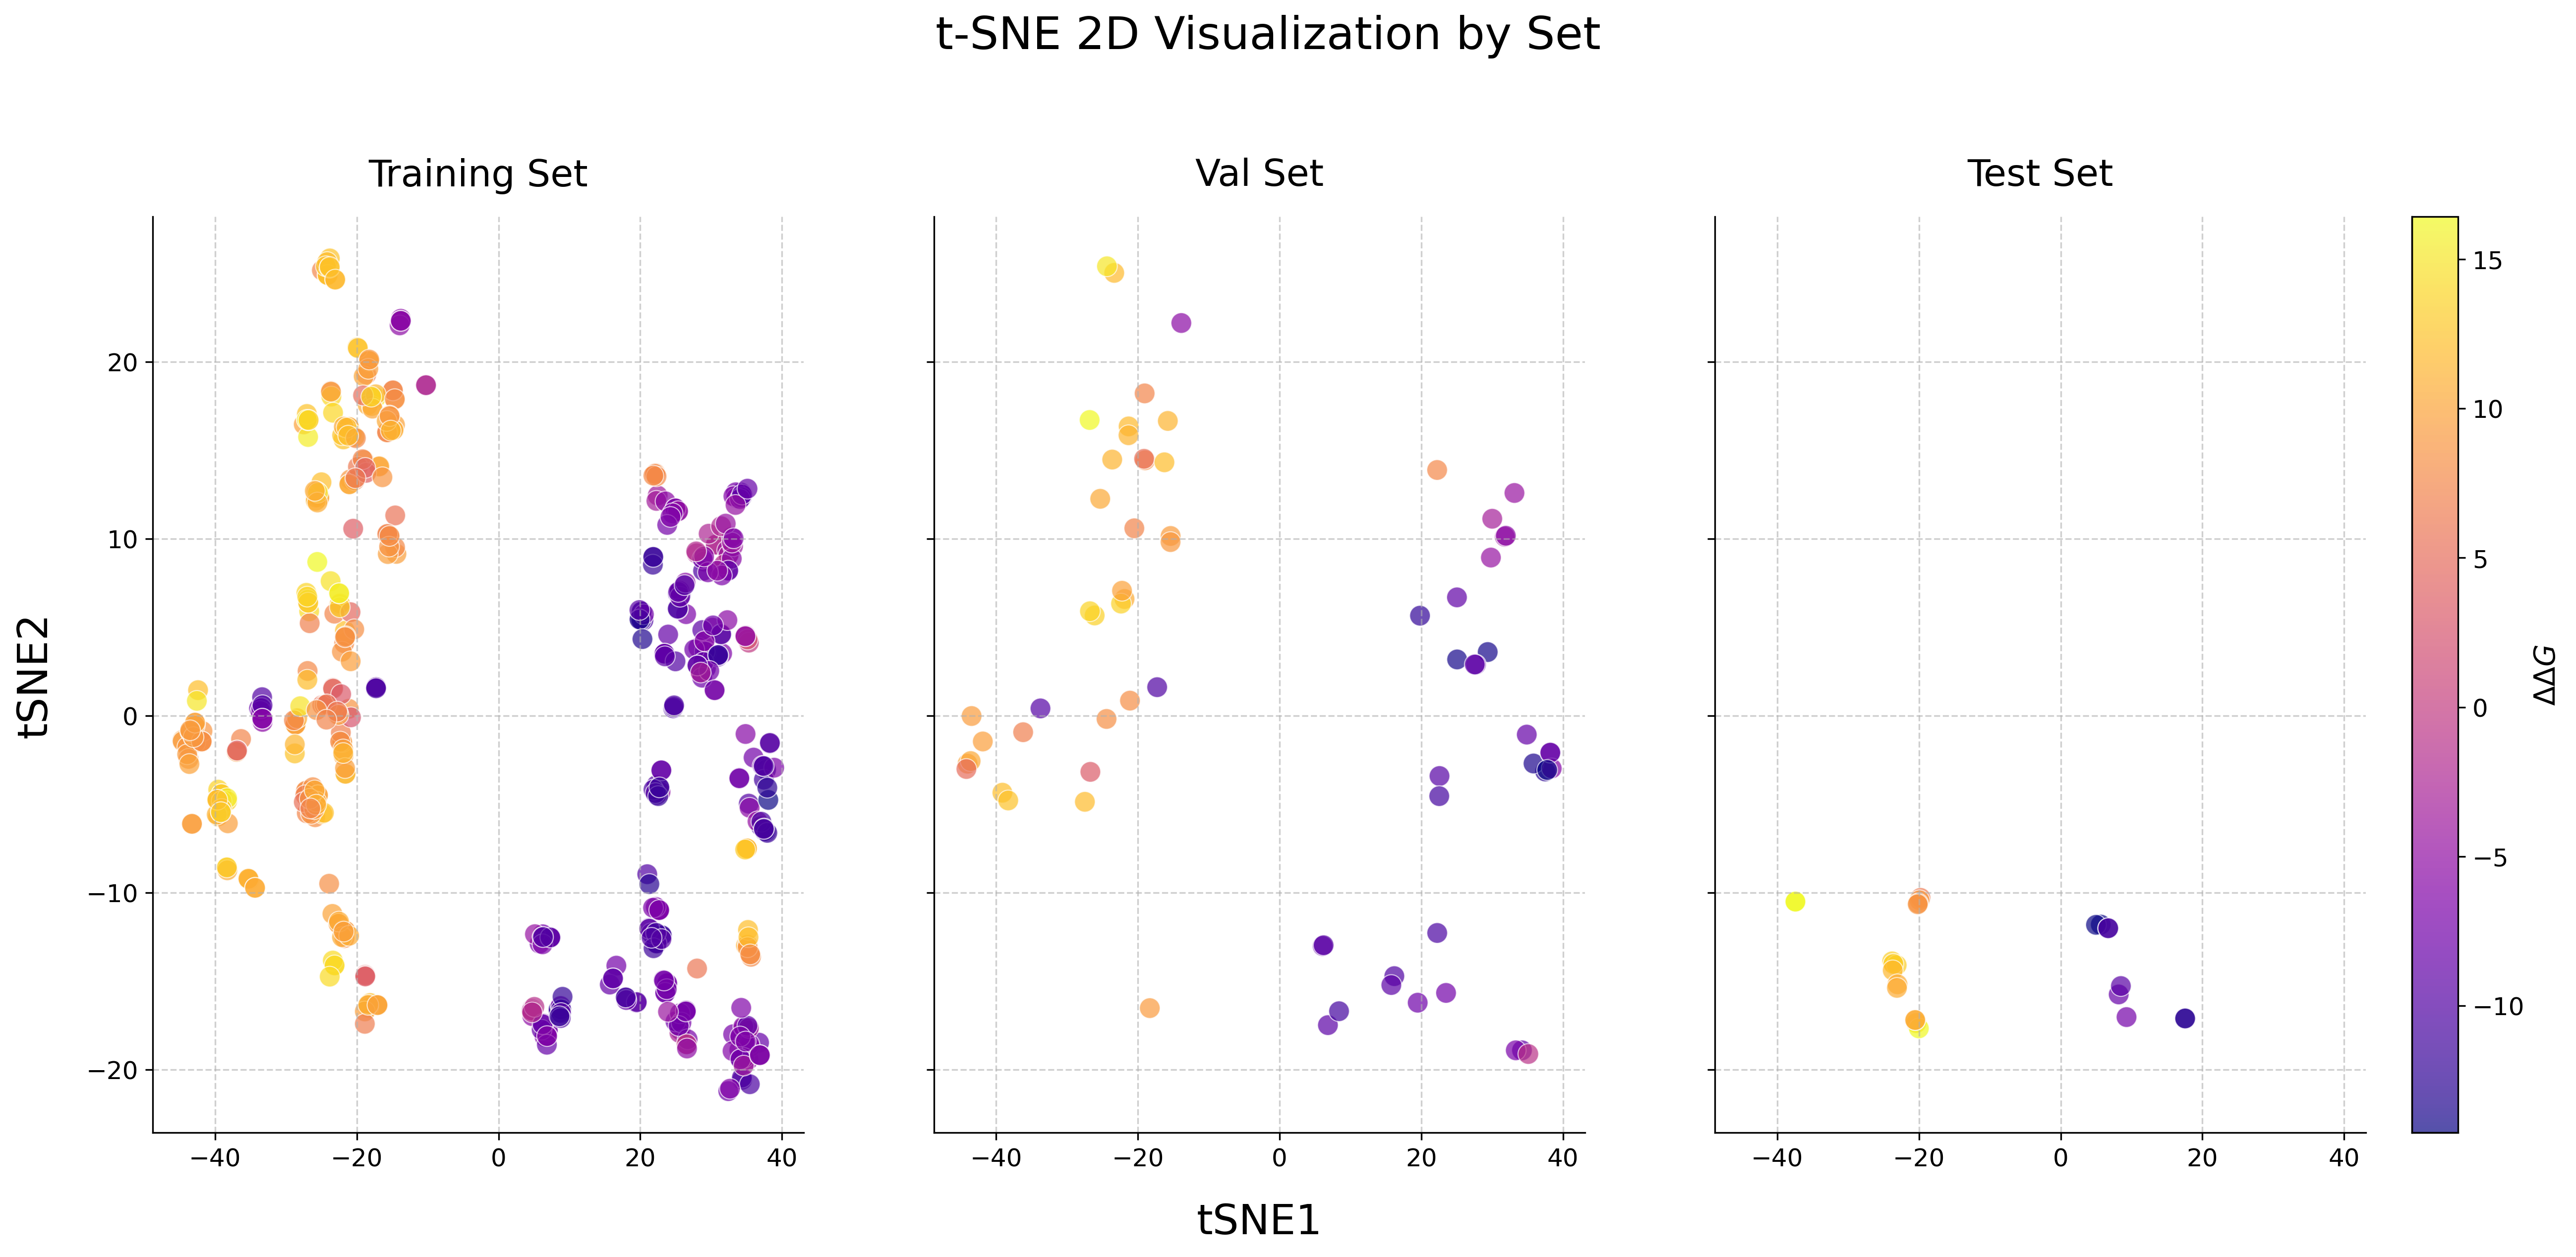 t-SNE 2D Visualization by Set
Training Set
Val Set
Test Set
tSNE2
20
10
0
−10
−20
−40 −20 0 20 40
−40 −20 0 20 40
−40 −20 0 20 40
tSNE1
15
10
5
0
−5
−10
ΔΔG